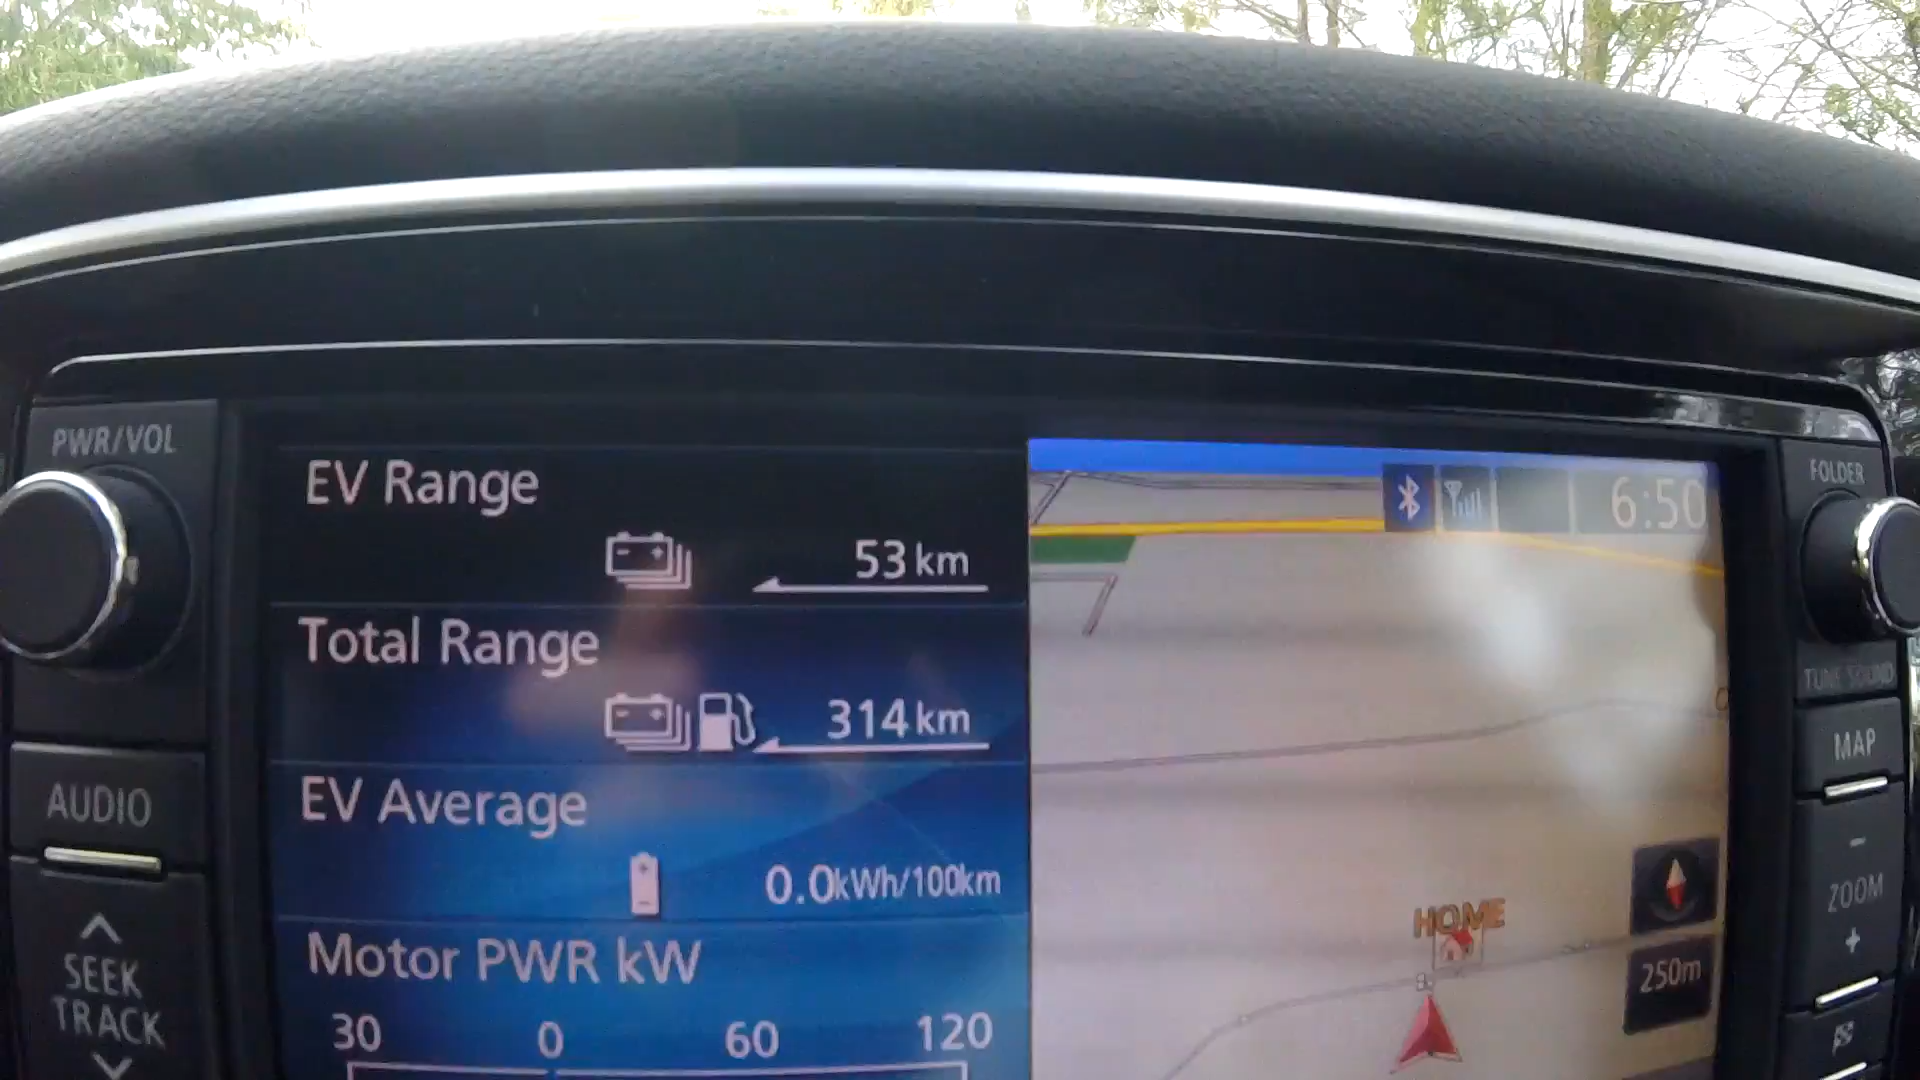 PWR/VOL
AUDIO
SEEK
TRACK
EV Range
53 km
Total Range
314 km
EV Average
0.0kWh/100km
Motor PWR kW
30 0 60 120
6:50
HOME
250m
FOLDER
TUNE SOUND
MAP
-
ZOOM
+